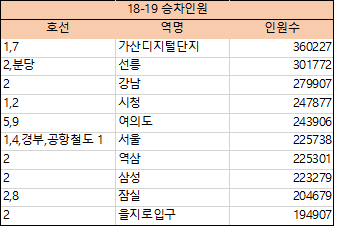 18-19 승차인원
호선 역명 인원수
1,7 가산디지털단지 360227
2,분당 선릉 301772
2 강남 279907
1,2 시청 247877
5,9 여의도 243906
1,4,경부,공항철도 1 서울 225738
2 역삼 225301
2 삼성 223279
2,8 잠실 204679
2 을지로입구 194907